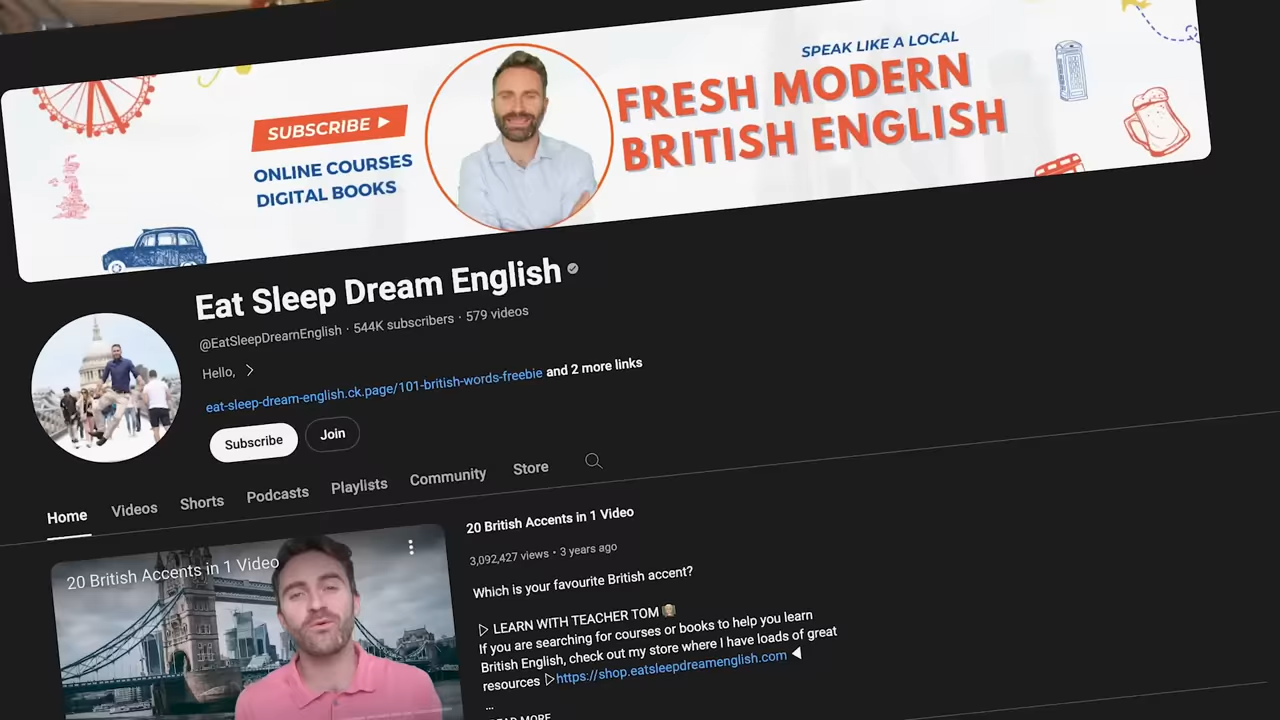 SPEAK LIKE A LOCAL
FRESH MODERN
BRITISH ENGLISH
SUBSCRIBE ▶
ONLINE COURSES
DIGITAL BOOKS
Eat Sleep Dream English
@EatSleepDreamEnglish · 544K subscribers · 579 videos
Hello,
eat-sleep-dream-english.ck.page/101-british-words-freebie and 2 more links
Subscribe
Join
Home Videos Shorts Podcasts Playlists Community Store
20 British Accents in 1 Video
20 British Accents in 1 Video
3,092,427 views • 3 years ago
Which is your favourite British accent?
▷ LEARN WITH TEACHER TOM
If you are searching for courses or books to help you learn
British English, check out my store where I have loads of great
resources ▷https://shop.eatsleepdreamenglish.com ◀
...
READ MORE